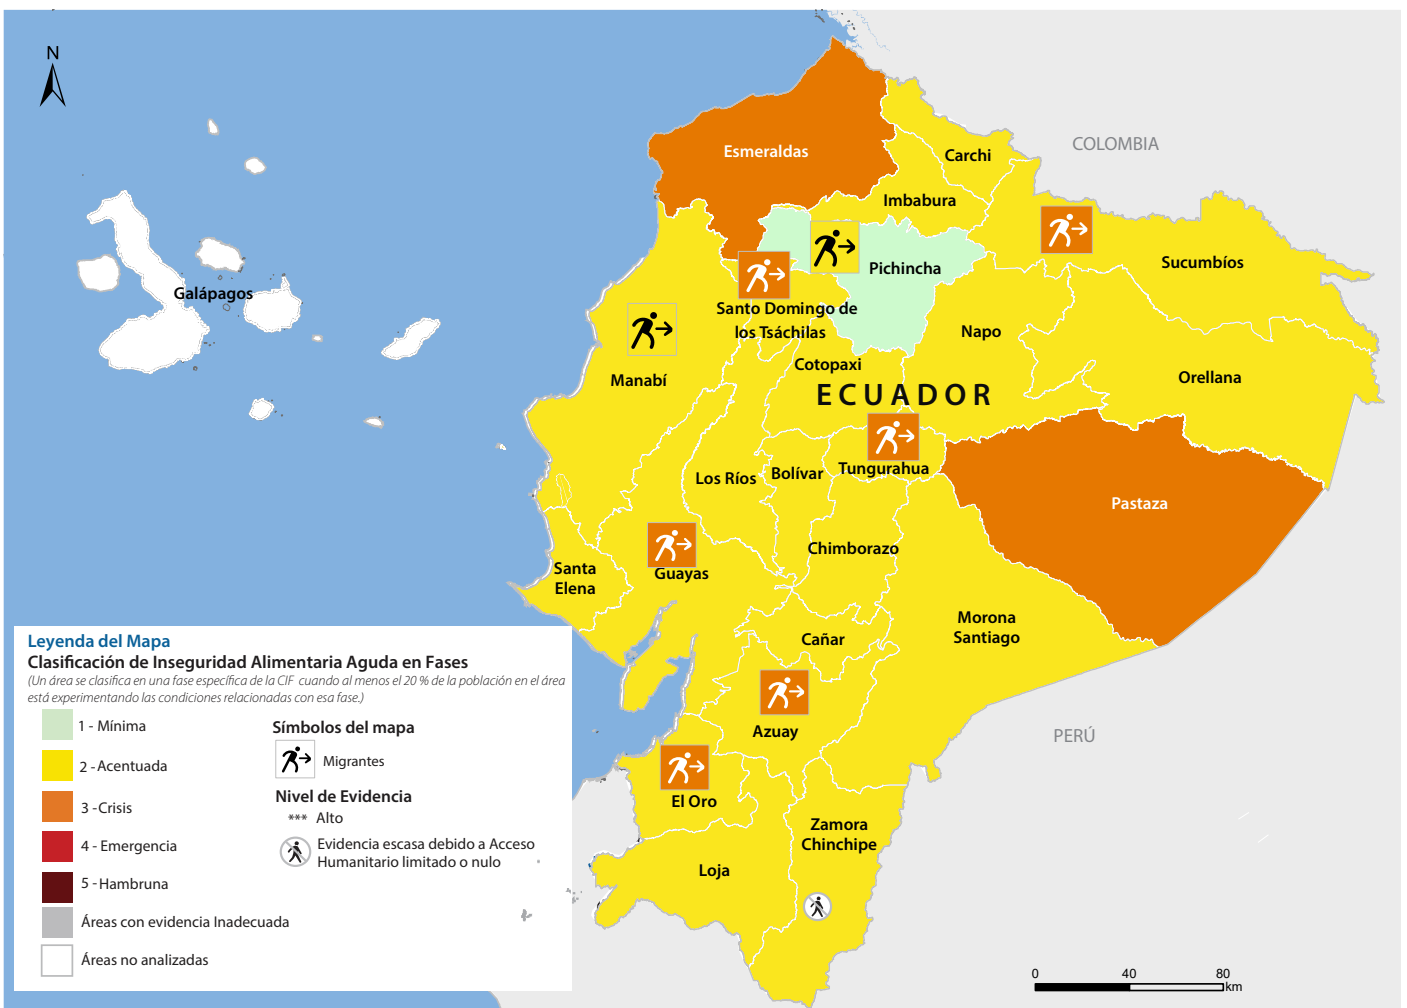 N
COLOMBIA
Esmeraldas
Carchi
Imbabura
Pichincha
Sucumbíos
Galápagos
Santo Domingo de
los Tsáchilas
Napo
Cotopaxi
Manabí
Orellana
ECUADOR
Tungurahua
Los Ríos
Bolívar
Pastaza
Chimborazo
Santa
Elena
Guayas
Morona
Santiago
Cañar
Azuay
PERÚ
El Oro
Zamora
Chinchipe
Loja
Leyenda del Mapa
Clasificación de Inseguridad Alimentaria Aguda en Fases
(Un área se clasifica en una fase específica de la CIF cuando al menos el 20 % de la población en el área
está experimentando las condiciones relacionadas con esa fase.)
1 - Mínima
2 - Acentuada
3 - Crisis
4 - Emergencia
5 - Hambruna
Áreas con evidencia Inadecuada
Áreas no analizadas
Símbolos del mapa
Migrantes
Nivel de Evidencia
*** Alto
Evidencia escasa debido a Acceso
Humanitario limitado o nulo
0 40 80
km